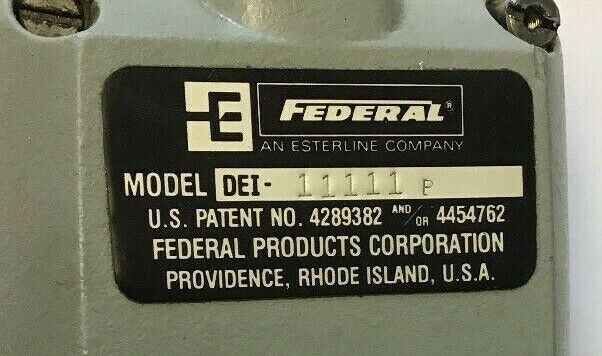 FEDERAL®
AN ESTERLINE COMPANY
MODEL DEI- 11111 P
U.S. PATENT NO. 4289382 AND/OR 4454762
FEDERAL PRODUCTS CORPORATION
PROVIDENCE, RHODE ISLAND, U.S.A.